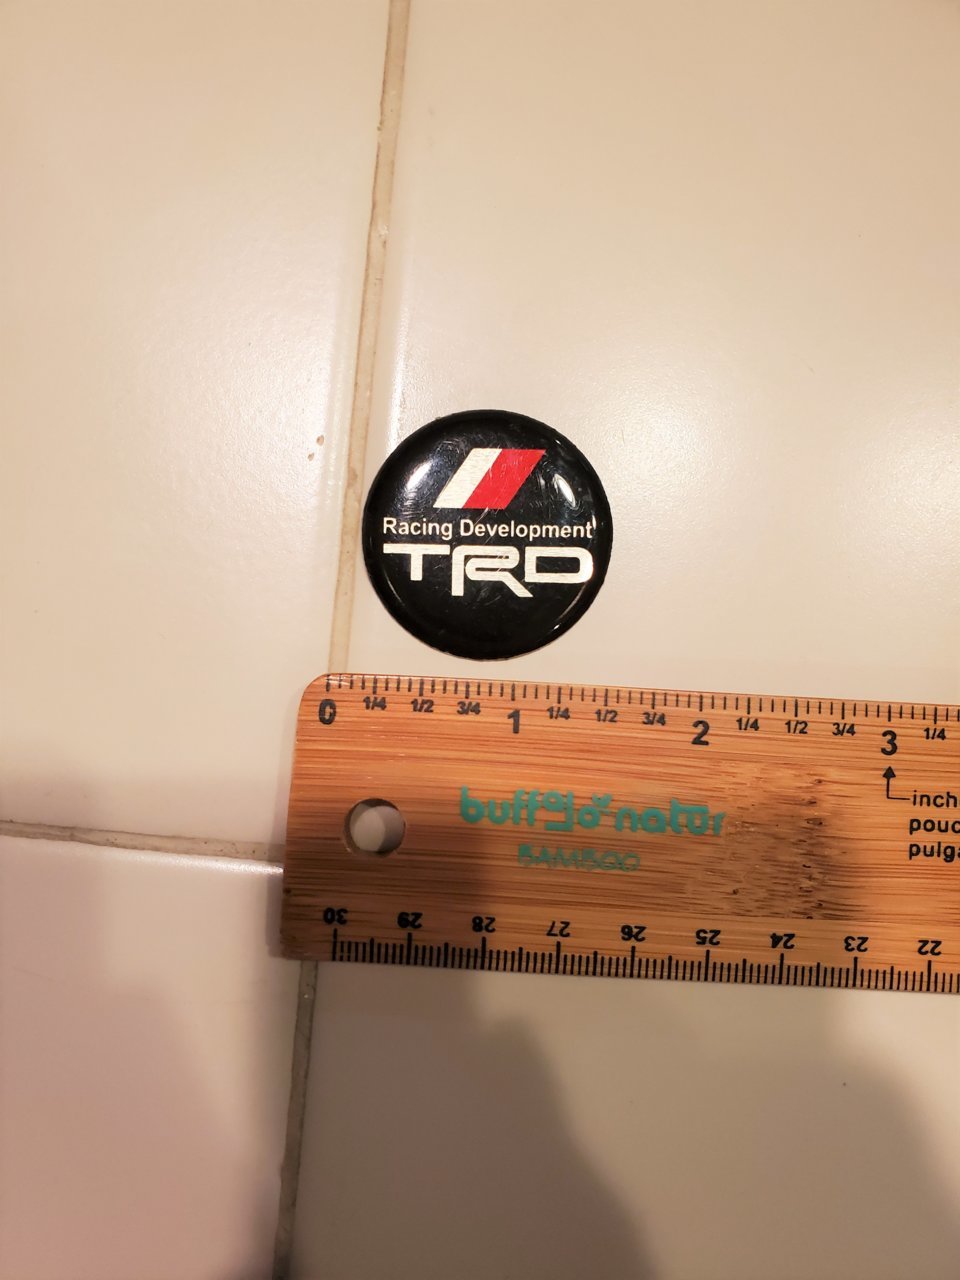 Racing Development
TRD
0 1/4 1/2 3/4 1 1/4 1/2 3/4 2 1/4 1/2 3/4 3 1/4
buffalo natur
BAMBOO
inch
pouc
pulga
30 29 28 27 26 25 24 23 22